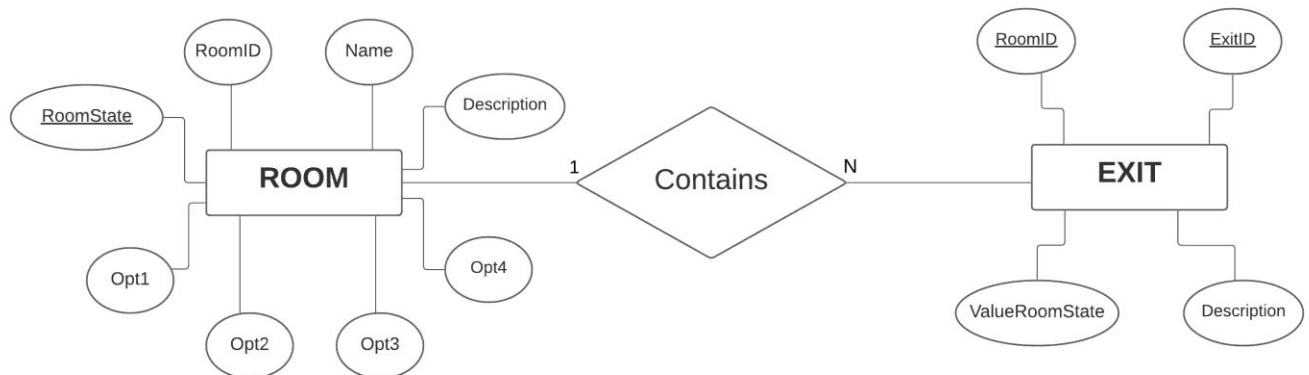 RoomID
Name
RoomState
Description
ROOM
Opt1
Opt2
Opt3
Opt4
1
Contains
N
RoomID
ExitID
EXIT
ValueRoomState
Description